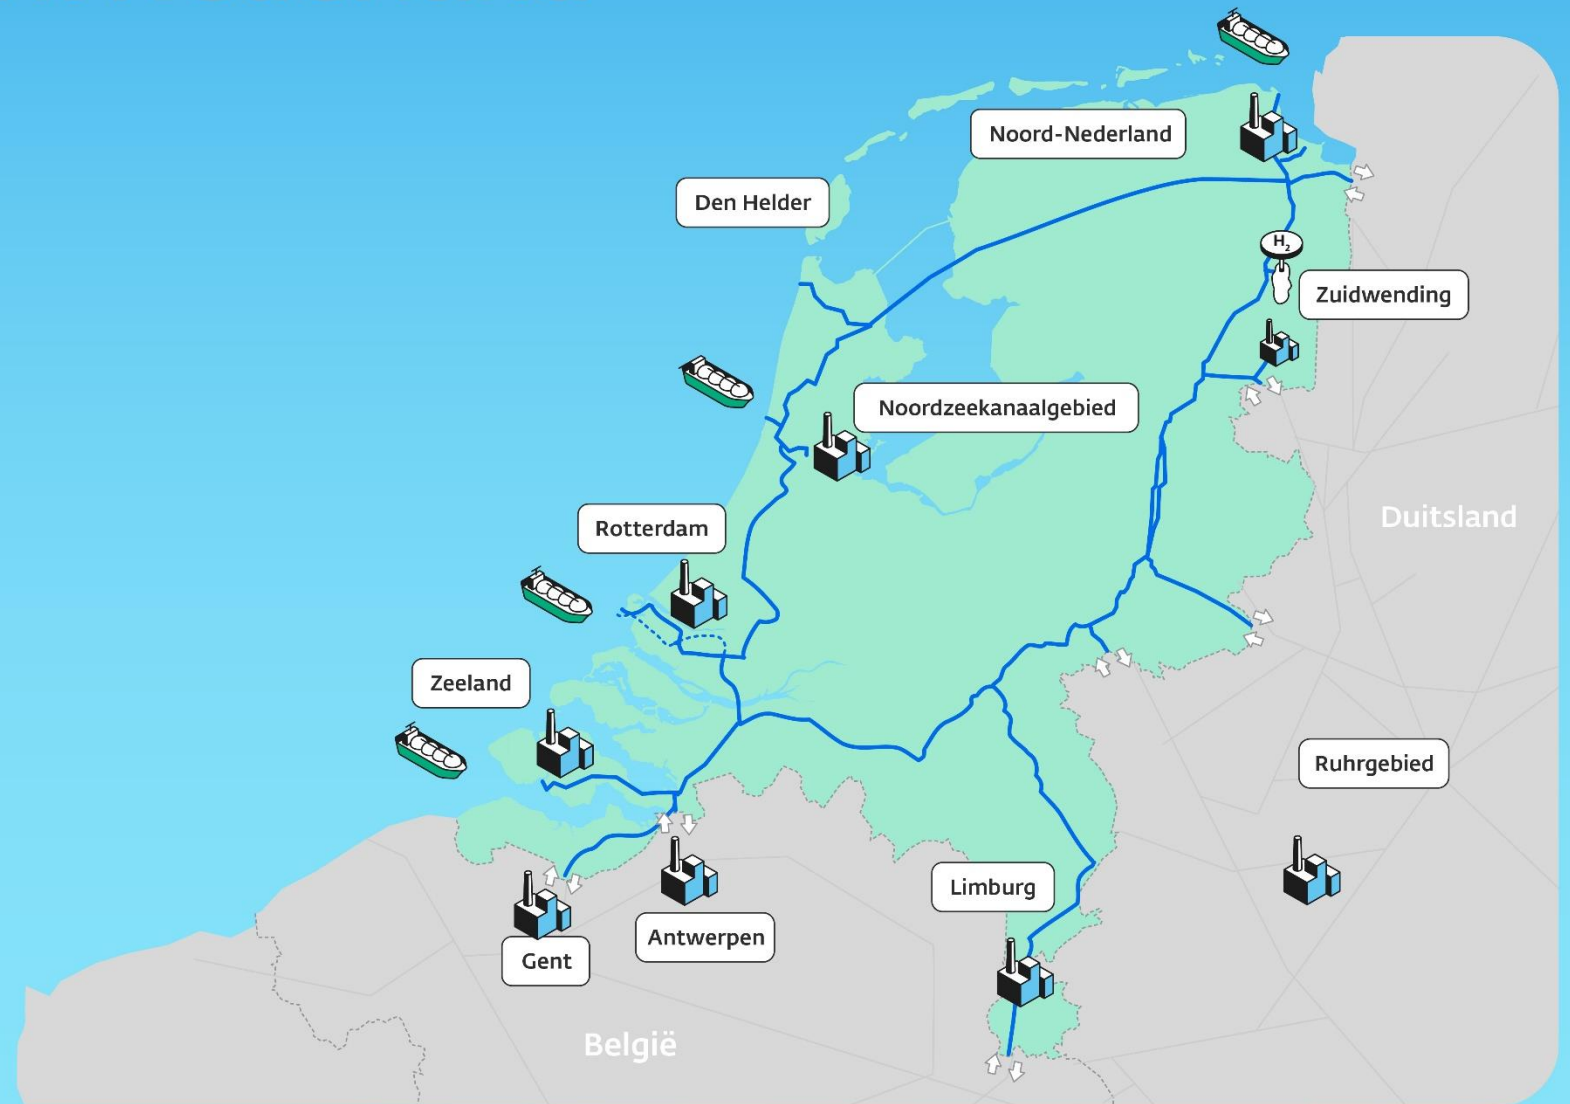 Noord-Nederland
Den Helder
H₂
Zuidwending
Noordzeekanaalgebied
Rotterdam
Duitsland
Zeeland
Ruhrgebied
Limburg
Antwerpen
Gent
België